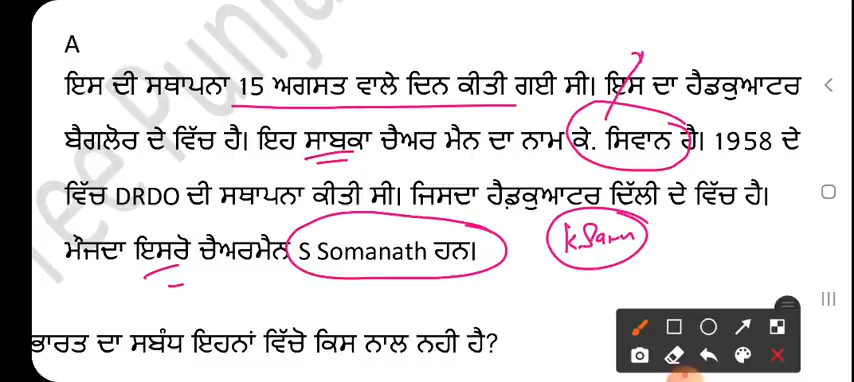 A
ਇਸ ਦੀ ਸਥਾਪਨਾ 15 ਅਗਸਤ ਵਾਲੇ ਦਿਨ ਕੀਤੀ ਗਈ ਸੀ। ਇਸ ਦਾ ਹੈਡਕੁਆਟਰ
ਬੈਗਲੋਰ ਦੇ ਵਿੱਚ ਹੈ। ਇਹ ਸਾਬਕਾ ਚੈਅਰ ਮੈਨ ਦਾ ਨਾਮ ਕੇ. ਸਿਵਾਨ ਹੈ। 1958 ਦੇ
ਵਿੱਚ DRDO ਦੀ ਸਥਾਪਨਾ ਕੀਤੀ ਸੀ। ਜਿਸਦਾ ਹੈਡਕੁਆਟਰ ਦਿੱਲੀ ਦੇ ਵਿੱਚ ਹੈ।
ਮੌਜਦਾ ਇਸਰੋ ਚੈਅਰਮੈਨ S Somanath ਹਨ।
ਭਾਰਤ ਦਾ ਸਬੰਧ ਇਹਨਾਂ ਵਿੱਚੋ ਕਿਸ ਨਾਲ ਨਹੀ ਹੈ?